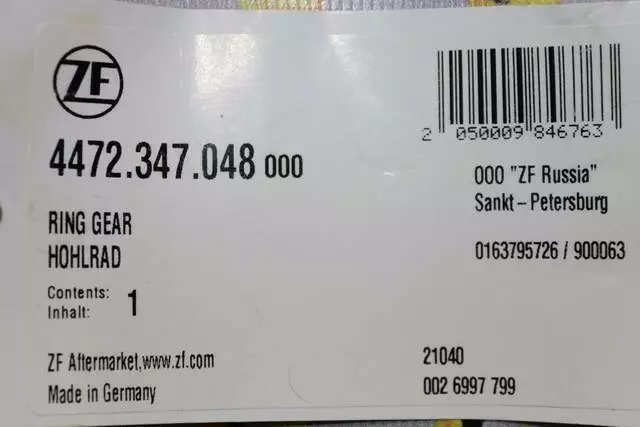 ZF
4472.347.048 000
RING GEAR
HOHLRAD
Contents:
Inhalt: 1
ZF Aftermarket,www.zf.com
Made in Germany
2 050009 846763
000 "ZF Russia"
Sankt-Petersburg
0163795726 / 900063
21040
002 6997 799